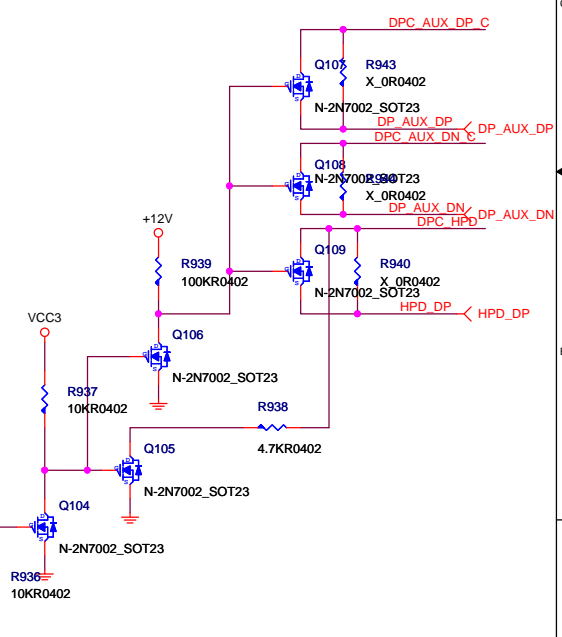 DPC_AUX_DP_C
Q107
R943
X_0R0402
N-2N7002_SOT23
DP_AUX_DP
DP_AUX_DP
DPC_AUX_DN_C
Q108
N-2N7002_SOT23
X_0R0402
DP_AUX_DN
DP_AUX_DN
DPC_HPD
+12V
Q109
R939
R940
100KR0402
X_0R0402
N-2N7002_SOT23
HPD_DP
HPD_DP
VCC3
Q106
N-2N7002_SOT23
R937
10KR0402
R938
4.7KR0402
Q105
N-2N7002_SOT23
Q104
N-2N7002_SOT23
R936
10KR0402